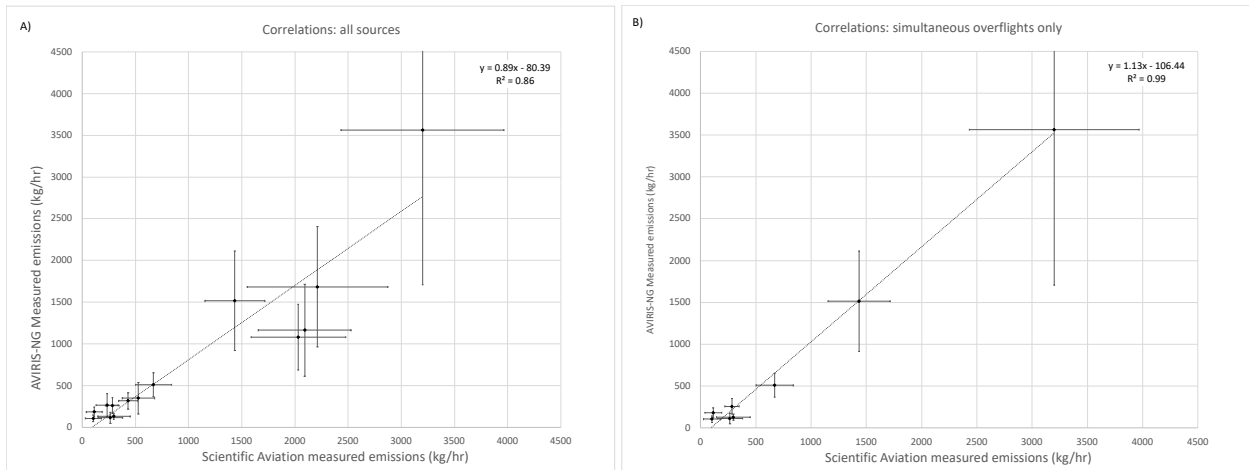 A)
Correlations: all sources
y = 0.89x - 80.39
R² = 0.86
AVIRIS-NG Measured emissions (kg/hr)
4500
4000
3500
3000
2500
2000
1500
1000
500
0
0 500 1000 1500 2000 2500 3000 3500 4000 4500
Scientific Aviation measured emissions (kg/hr)
B)
Correlations: simultaneous overflights only
y = 1.13x - 106.44
R² = 0.99
AVIRIS-NG Measured emissions (kg/hr)
4500
4000
3500
3000
2500
2000
1500
1000
500
0
0 500 1000 1500 2000 2500 3000 3500 4000 4500
Scientific Aviation measured emissions (kg/hr)